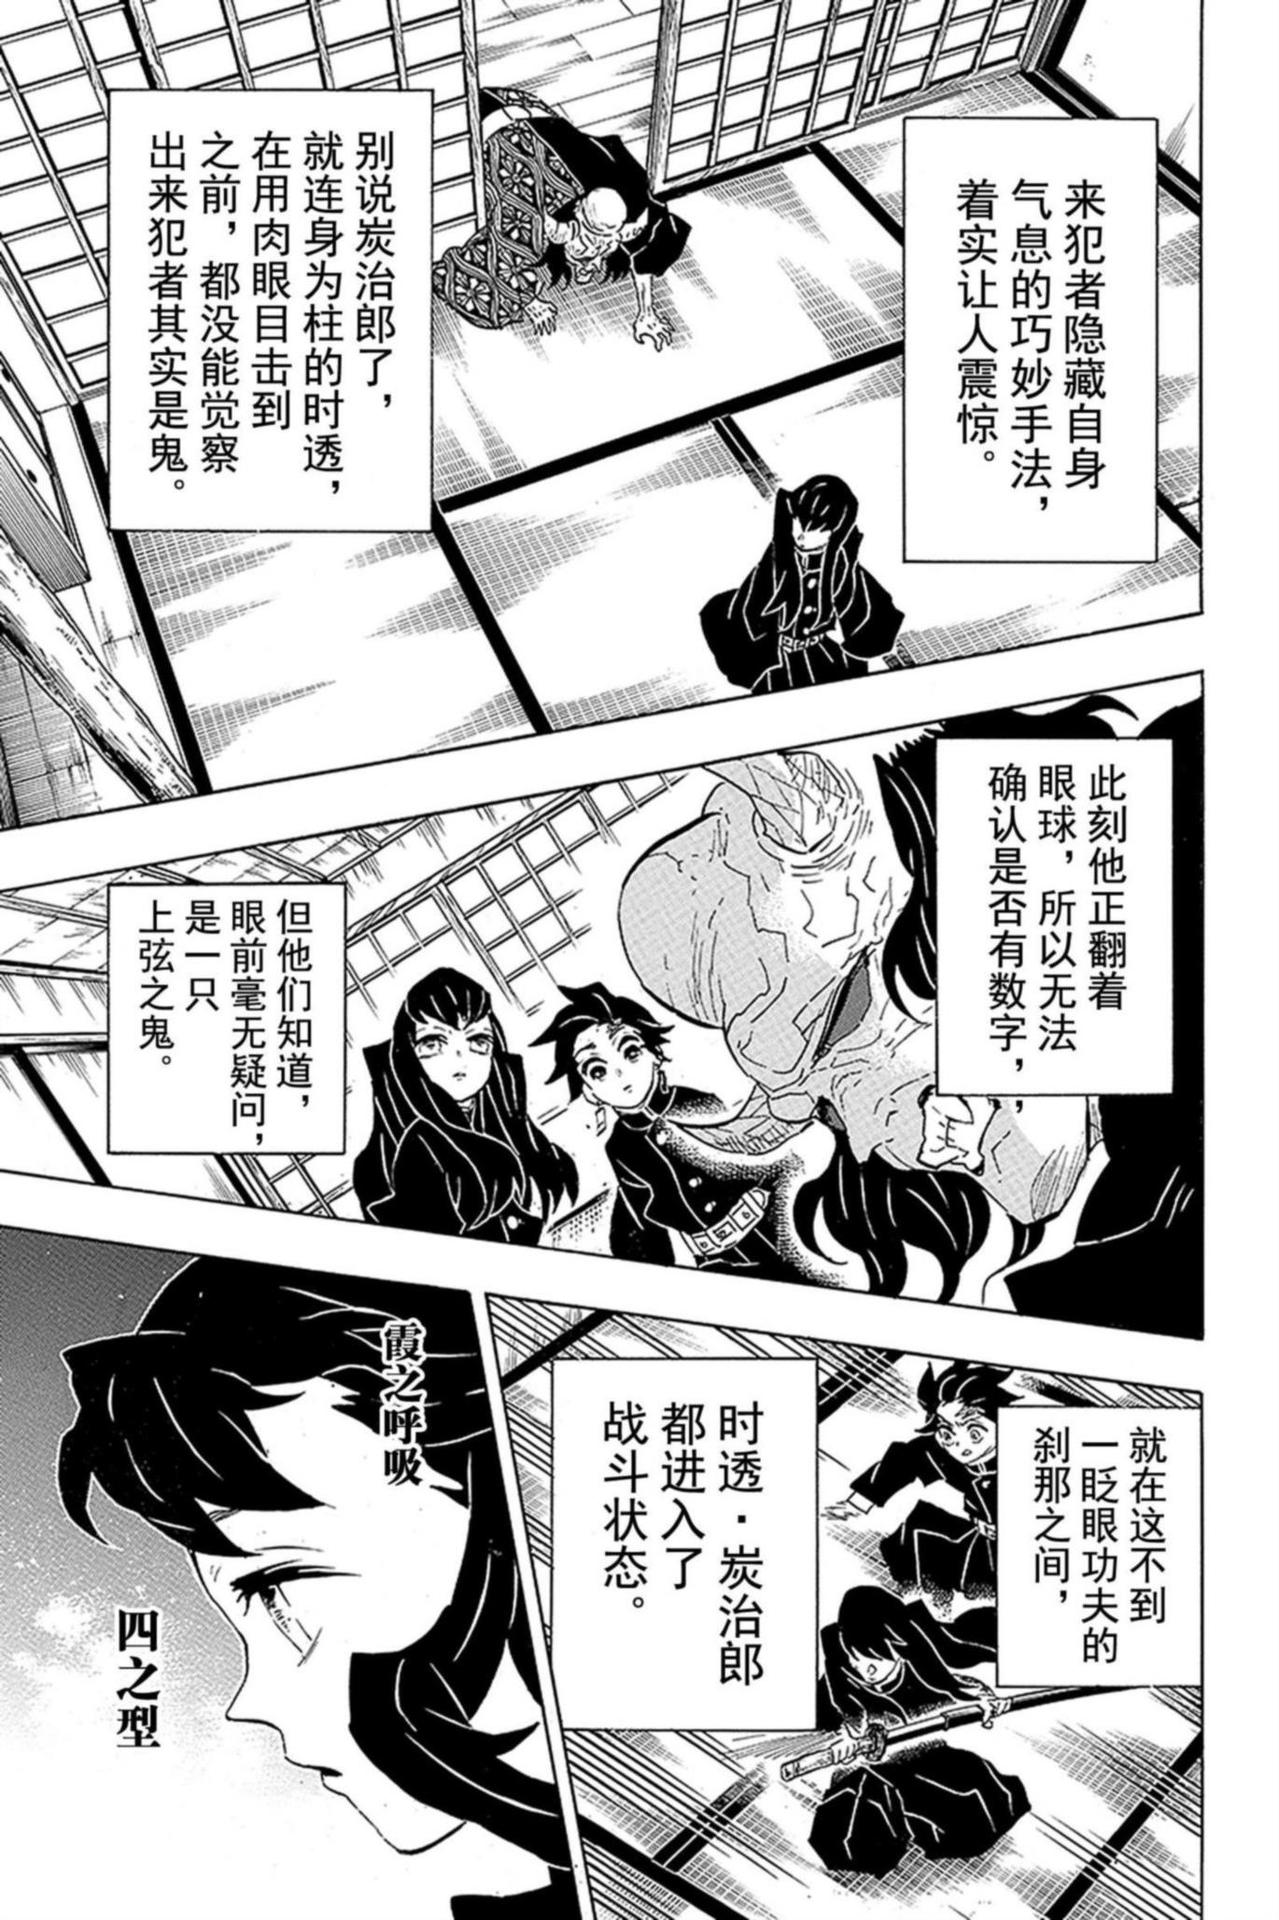 来犯者隐藏自身
气息的巧妙手法，
着实让人震惊。
别说炭治郎了，
就连身为柱的时透，
在用肉眼目击到
之前，都没能觉察
出来犯者其实是鬼。
此刻他正翻着
眼球，所以无法
确认是否有数字，
但他们知道，
眼前毫无疑问，
是一只
上弦之鬼。
就在这不到
一眨眼功夫的
刹那之间，
时透·炭治郎
都进入了
战斗状态。
霞之呼吸
四之型